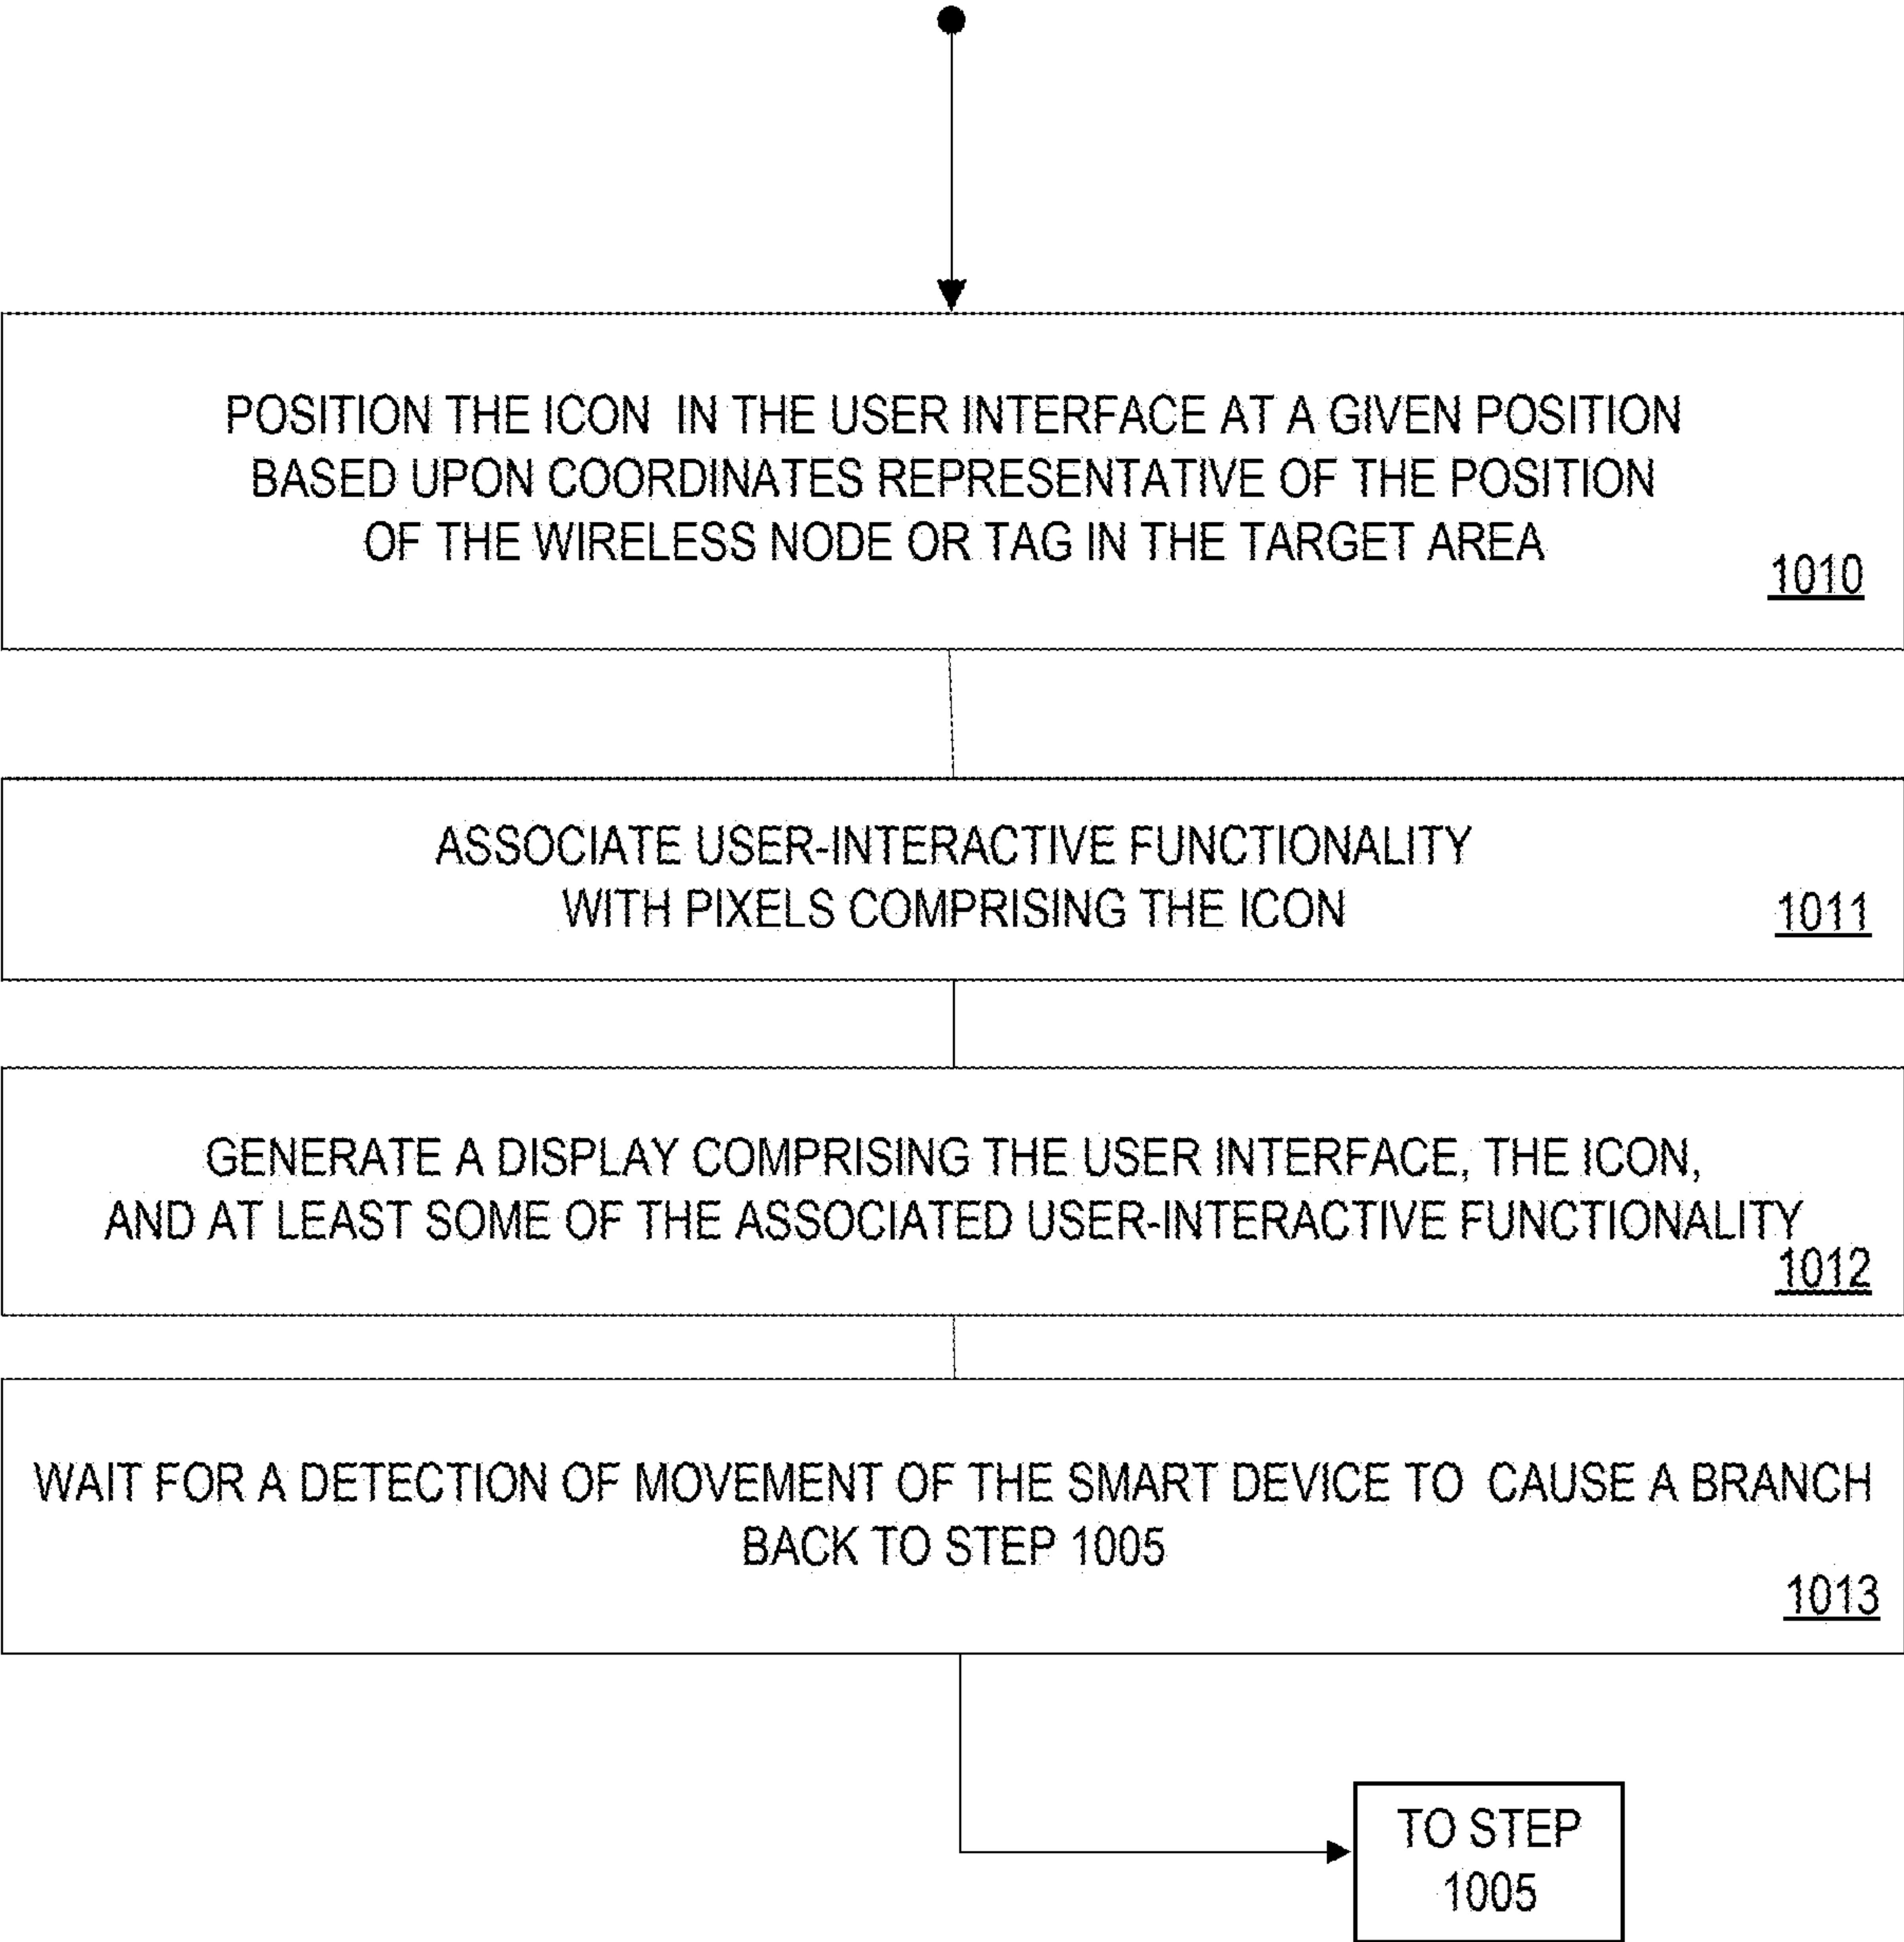 POSITION THE ICON IN THE USER INTERFACE AT A GIVEN POSITION
BASED UPON COORDINATES REPRESENTATIVE OF THE POSITION
OF THE WIRELESS NODE OR TAG IN THE TARGET AREA
1010
ASSOCIATE USER-INTERACTIVE FUNCTIONALITY
WITH PIXELS COMPRISING THE ICON
1011
GENERATE A DISPLAY COMPRISING THE USER INTERFACE, THE ICON,
AND AT LEAST SOME OF THE ASSOCIATED USER-INTERACTIVE FUNCTIONALITY
1012
WAIT FOR A DETECTION OF MOVEMENT OF THE SMART DEVICE TO CAUSE A BRANCH
BACK TO STEP 1005
1013
TO STEP
1005